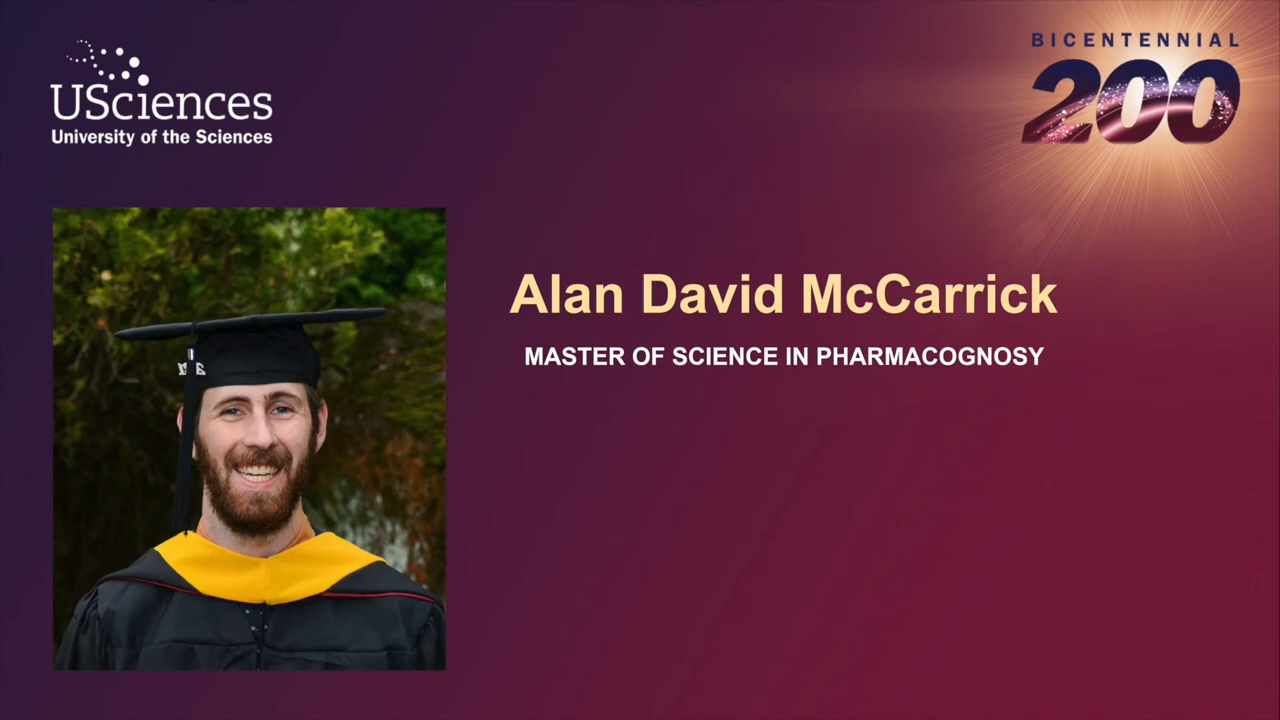 USciences
University of the Sciences
BICENTENNIAL
200
Alan David McCarrick
MASTER OF SCIENCE IN PHARMACOGNOSY